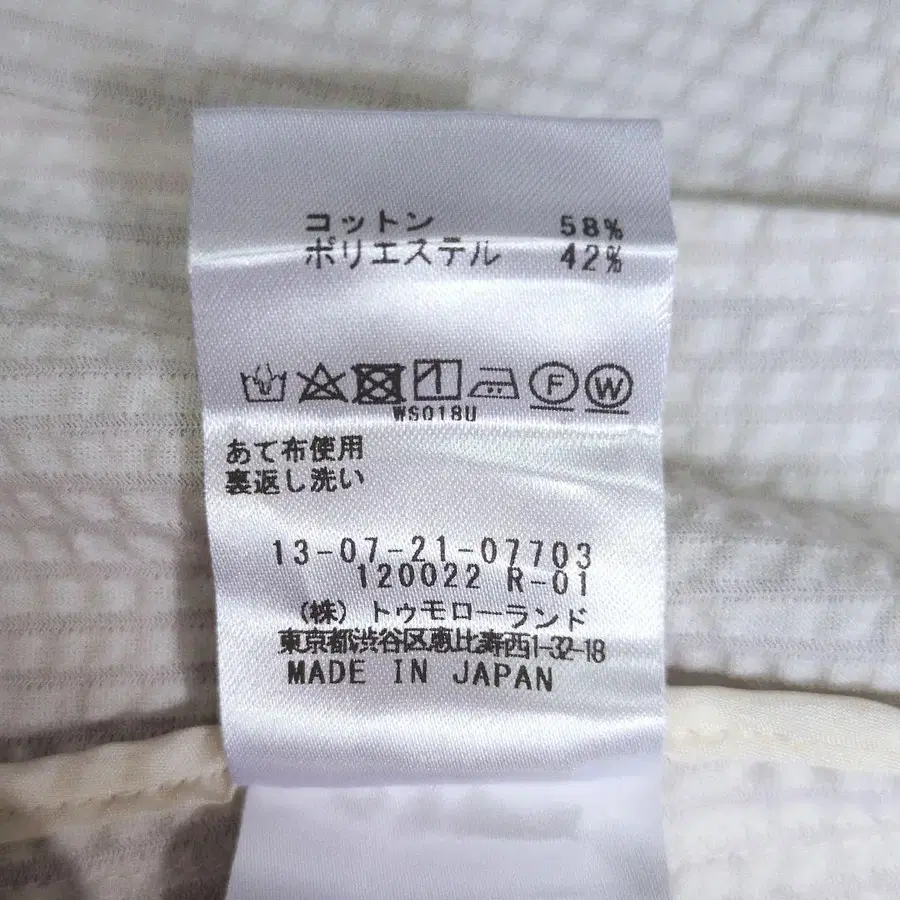 コットン 58%
ポリエステル 42%
F W
WS018U
あて布使用
裏返し洗い
13-07-21-07703
120022 R-01
(株) トゥモローランド
東京都渋谷区恵比寿西1-32-18
MADE IN JAPAN